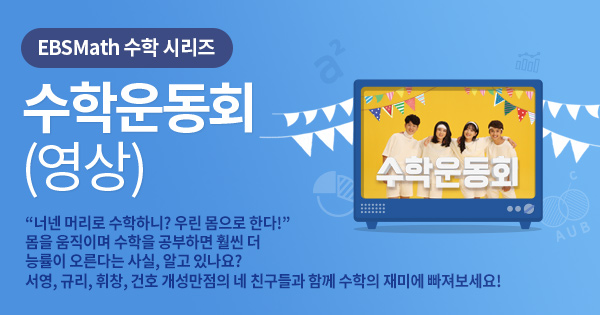 EBSMath 수학 시리즈
수학운동회
(영상)
수학운동회
“너넨 머리로 수학하니? 우린 몸으로 한다!”
몸을 움직이며 수학을 공부하면 훨씬 더
능률이 오른다는 사실, 알고 있나요?
서영, 규리, 휘창, 건호 개성만점의 네 친구들과 함께 수학의 재미에 빠져보세요!
a²
C
AUB